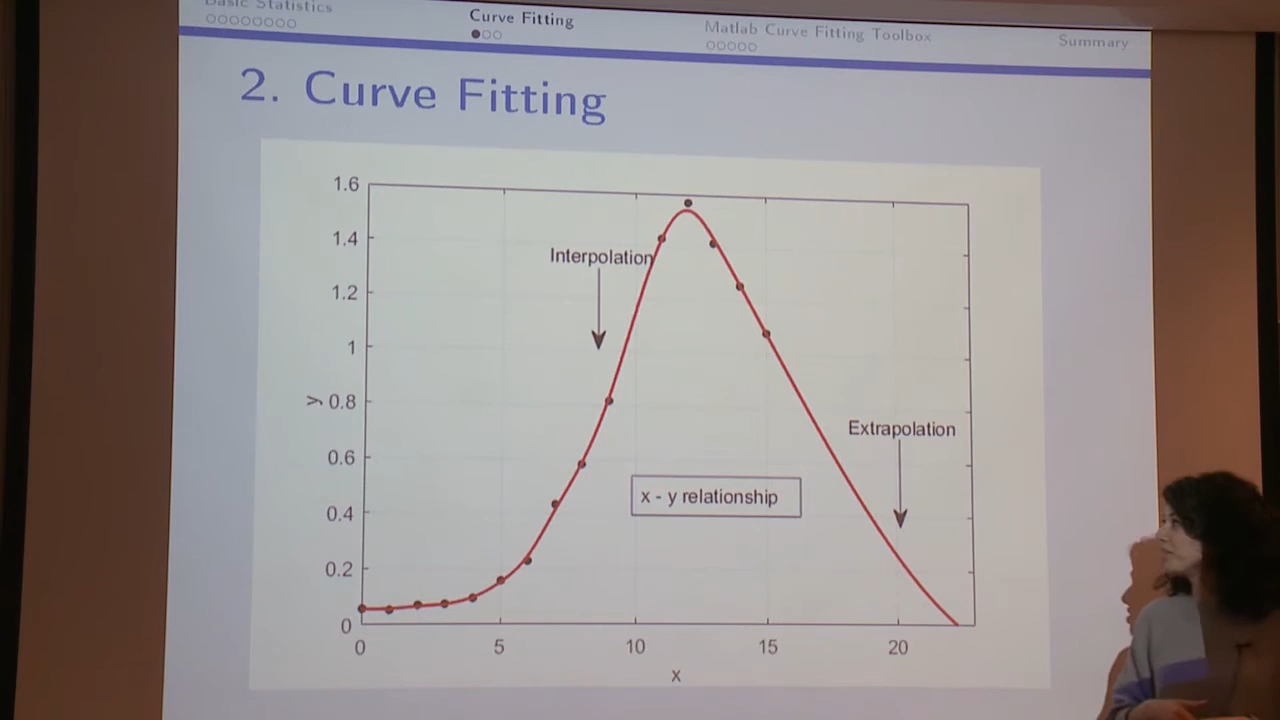 Basic Statistics
Curve Fitting
Matlab Curve Fitting Toolbox
Summary
2. Curve Fitting
1.6
1.4
1.2
1
0.8
0.6
0.4
0.2
0
y
Interpolation
Extrapolation
x - y relationship
0 5 10 15 20
x